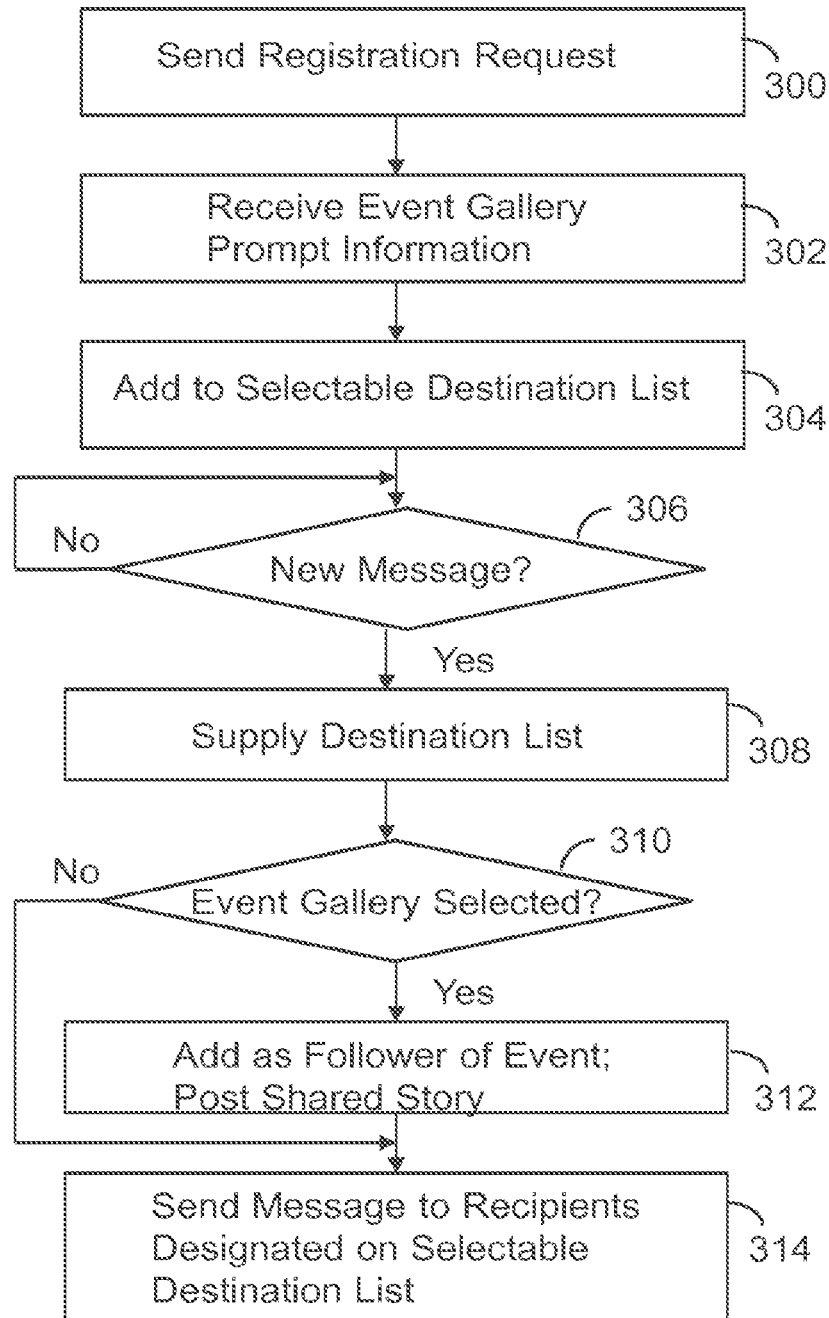 Send Registration Request
300
Receive Event Gallery
Prompt Information
302
Add to Selectable Destination List
304
306
No
New Message?
Yes
Supply Destination List
308
310
No
Event Gallery Selected?
Yes
Add as Follower of Event;
Post Shared Story
312
Send Message to Recipients
Designated on Selectable
Destination List
314